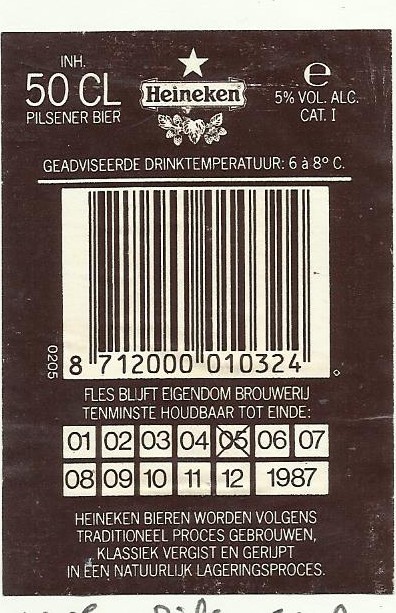 INH.
50 CL
PILSENER BIER
Heineken
e
5% VOL. ALC.
CAT. I
GEADVISEERDE DRINKTEMPERATUUR: 6 à 8° C.
0205
8 712000 010324
FLES BLIJFT EIGENDOM BROUWERIJ
TENMINSTE HOUDBAAR TOT EINDE:
01 02 03 04 05 06 07
08 09 10 11 12 1987
HEINEKEN BIEREN WORDEN VOLGENS
TRADITIONEEL PROCES GEBROUWEN,
KLASSIEK VERGIST EN GERIJPT
IN EEN NATUURLIJK LAGERINGSPROCES.